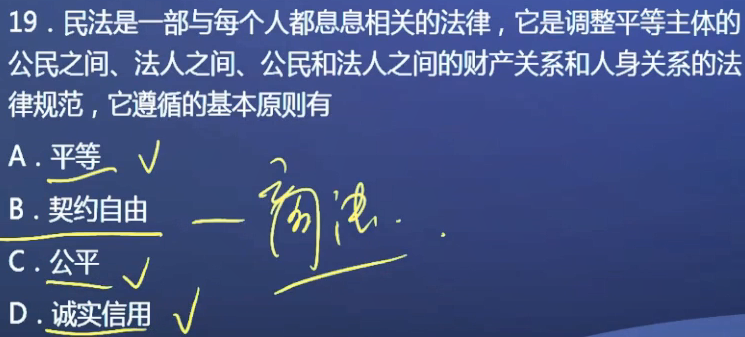 19．民法是一部与每个人都息息相关的法律，它是调整平等主体的
公民之间、法人之间、公民和法人之间的财产关系和人身关系的法
律规范，它遵循的基本原则有
A．平等
B．契约自由 — 商法.
C．公平
D．诚实信用